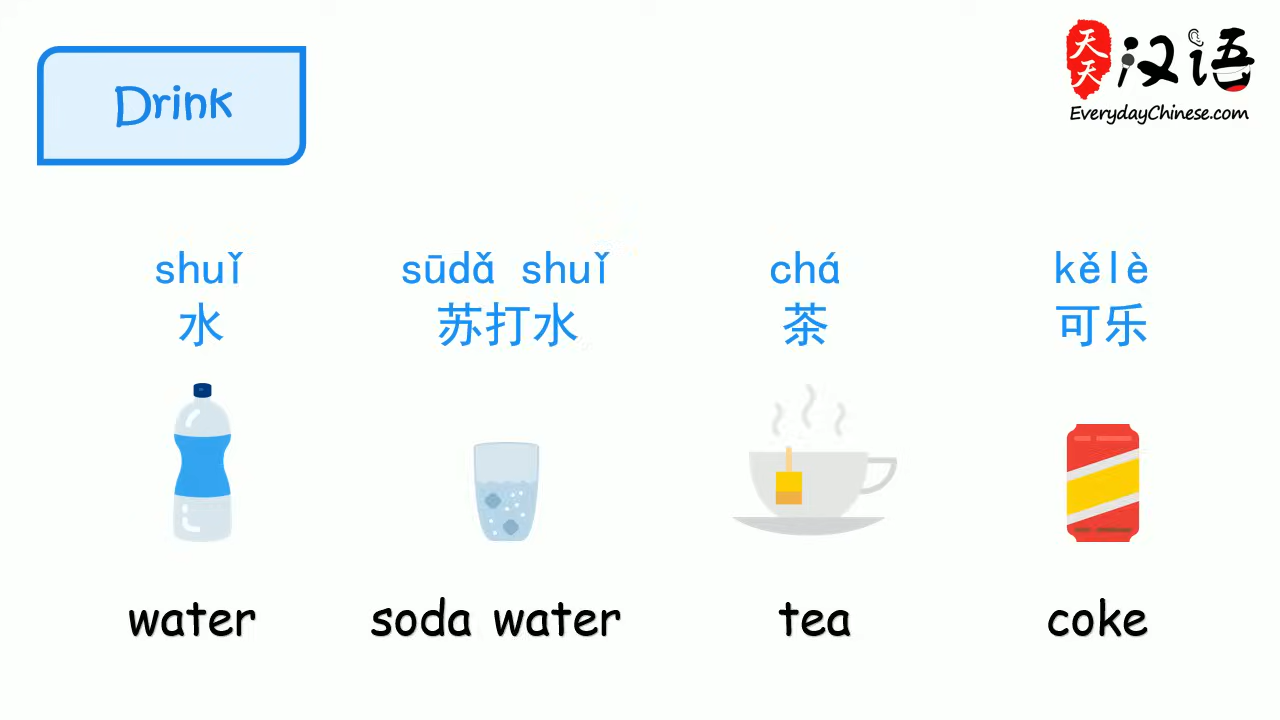 Drink
天天汉语
EverydayChinese.com
shuǐ
水
sūdǎ shuǐ
苏打水
chá
茶
kělè
可乐
water
soda water
tea
coke